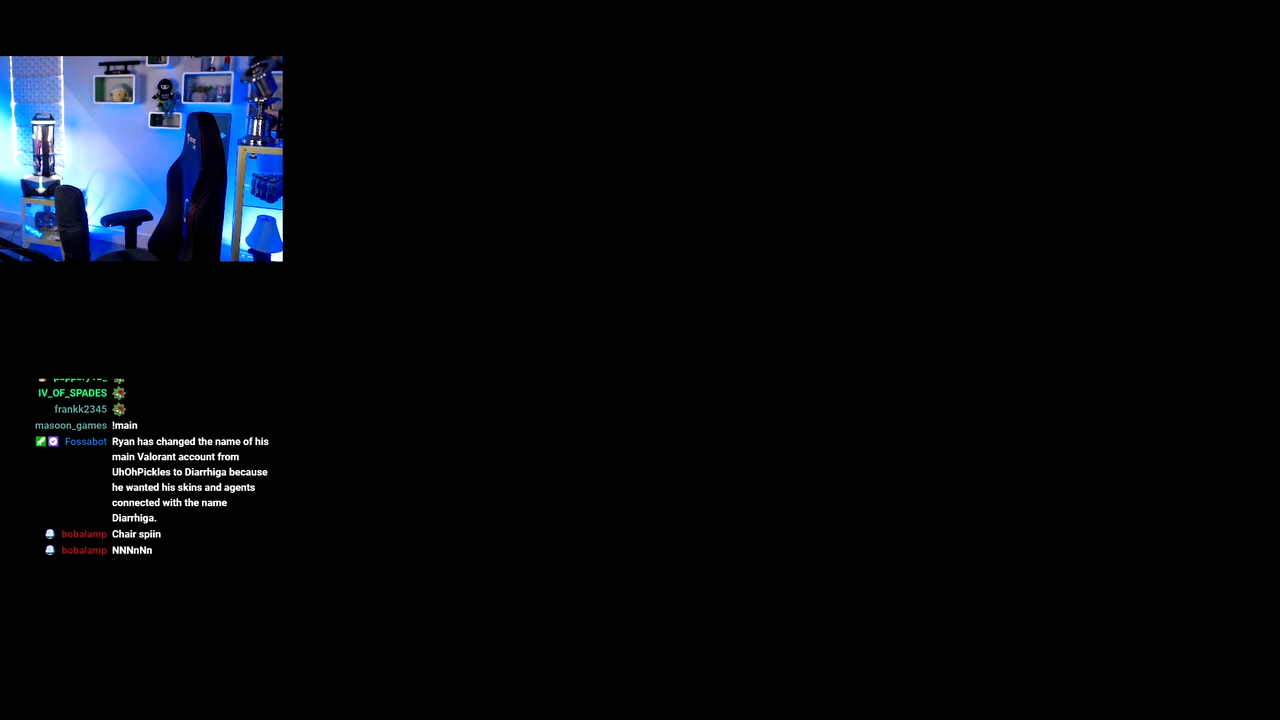 IV_OF_SPADES
frankk2345
masoon_games !main
Fossabot Ryan has changed the name of his
main Valorant account from
UhOhPickles to Diarrhiga because
he wanted his skins and agents
connected with the name
Diarrhiga.
bobalamp Chair spiin
bobalamp NNNnNn